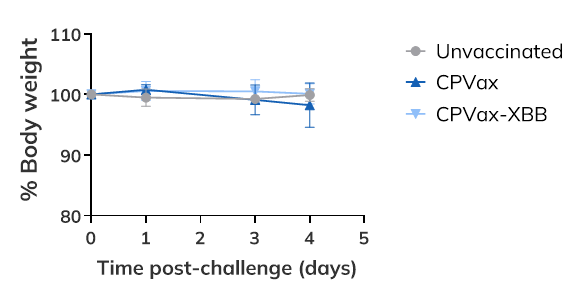 110
100
90
80
% Body weight
0 1 2 3 4 5
Time post-challenge (days)
Unvaccinated
CPVax
CPVax-XBB